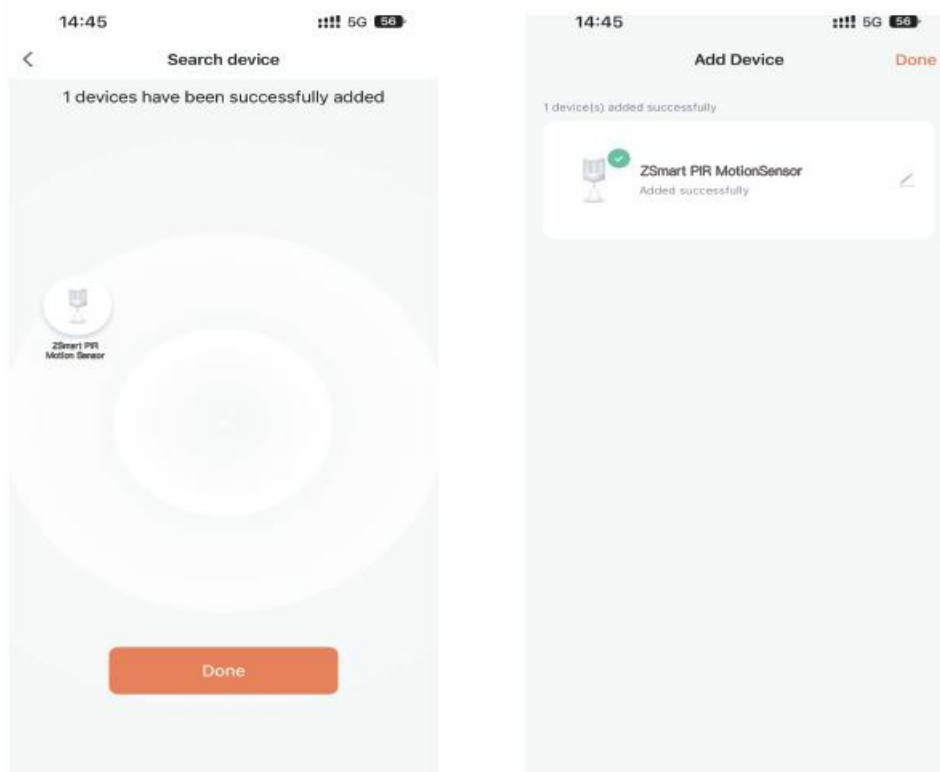 14:45
5G 56
Search device
1 devices have been successfully added
ZSmart PIR
Motion Sensor
Done
14:45
5G 56
Add Device
Done
1 device(s) added successfully
ZSmart PIR MotionSensor
Added successfully